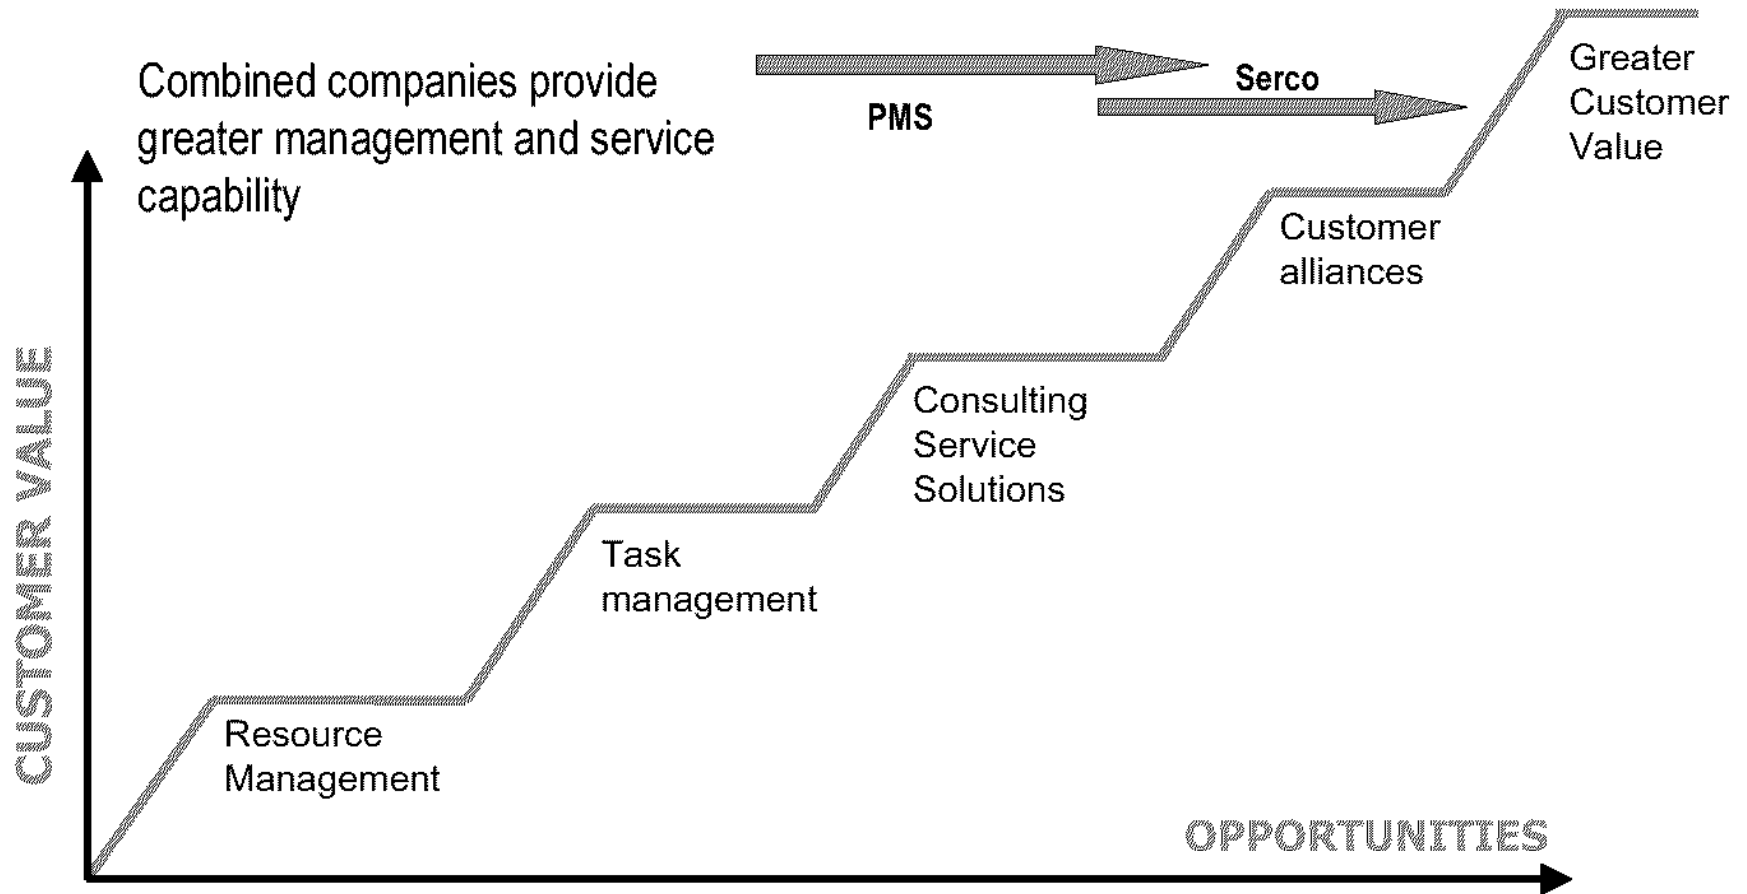 Combined companies provide
greater management and service
capability
PMS
Serco
Greater
Customer
Value
Customer
alliances
Consulting
Service
Solutions
Task
management
Resource
Management
CUSTOMER VALUE
OPPORTUNITIES